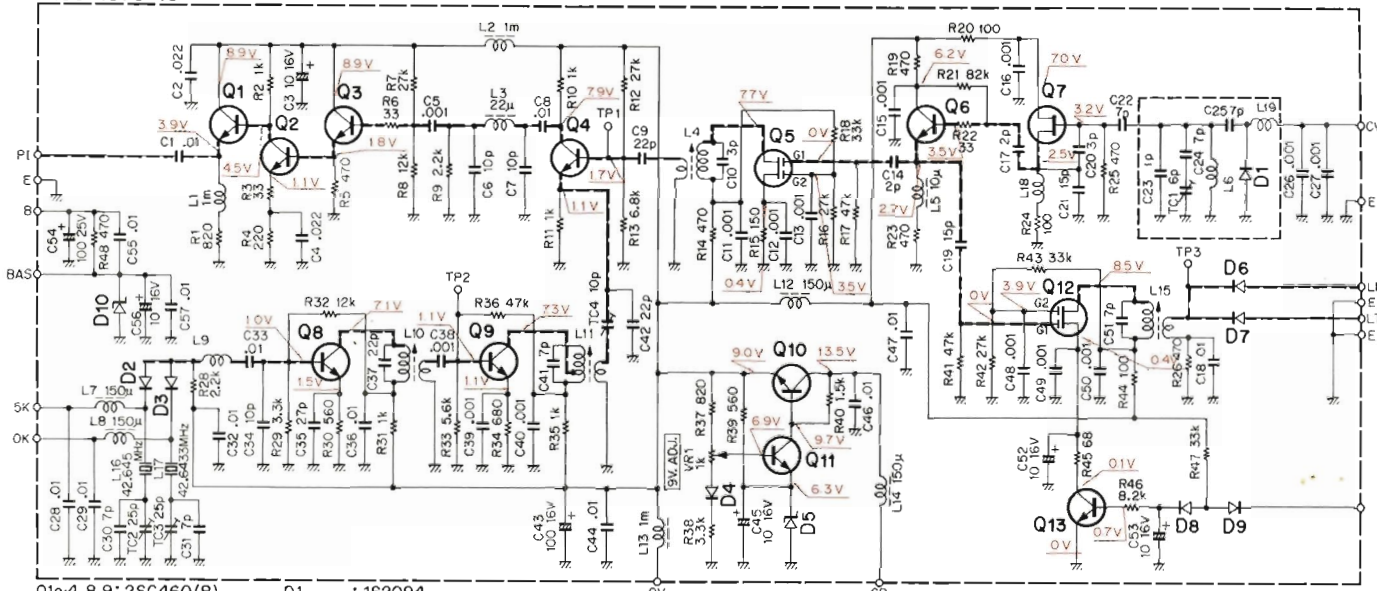 L2 1m
R20 100
C2 .022
8.9V
R2 1k
C3 10 16V
8.9V
R7 27k
R6 33
C5 .001
L3 22μ
C8 .01
R10 1k
7.9V
R12 27k
TP1
C9 22p
R19 470
6.2V
R21 82k
C16 .001
7.0V
Q1
Q2
Q3
Q4
Q5
Q6
Q7
C15 .001
R22 33
C17 2p
3.2V
C22 7p
C25 7p
L19
CV
3.9V
C1 .01
4.5V
1.1V
1.8V
L4
C10 3p
7.7V
0V
R18 33k
G1
G2
C14 2p
3.5V
2.5V
C20 3p
C24 7p
PI
E
B
BAS
5K
OK
L1 1m
R3 33
R5 470
R8 12k
R9 2.2k
C6 10p
C7 10p
1.7V
1.1V
L5 10μ
2.7V
L18
C21 15p
R25 470
C23 1p
TC1 6p
L6
D1
C26 .001
C27 .001
E
R1 820
R4 220
C4 .022
R11 1k
R13 6.8k
R14 470
C11 .001
R15 150
C12 .001
C13 .001
R16 27k
R17 47k
R23 470
C19 15p
R24 100
C54 100 25V
R48 470
C55 .01
0.4V
3.5V
L12 150μ
R43 33k
8.5V
TP3
D6
D7
D10
C56 10 16V
C57 .01
TP2
TC4 10p
C42 22p
0V
3.9V
G2
G1
Q12
C51 7p
L15
L9
R32 12k
7.1V
R36 47k
7.3V
1.0V
Q8
L10
1.1V
C38 .001
Q9
L11
C33 .01
C37 22p
C41 7p
9.0V
Q10
13.5V
C47 .01
R41 47k
R42 27k
C48 .001
C49 .001
C50 .001
R44 100
0.4V
R26 470
C18 .01
E
D2
D3
L7 150μ
L8 150μ
R28 2.2k
1.5V
1.1V
R37 820
R39 560
R40 1.5k
C46 .01
6.9V
9.7V
Q11
C32 .01
C34 10p
R29 3.3k
C35 27p
R30 560
C36 .01
R31 1k
R33 5.6k
C39 .001
R34 680
C40 .001
R35 1k
9V. ADJ.
VR1 1k
6.3V
L14 150μ
C52 10 16V
R45 68
R47 33k
L16 42.645 MHz
L17 42.6433MHz
D4
D5
0.1V
R46 8.2k
C28 .01
C29 .01
C30 7p
TC2 25p
TC3 25p
C31 7p
C43 100 16V
C44 .01
L13 1m
R38 3.3k
C45 10 16V
Q13
0V
0.7V
C53 10 16V
D8
D9